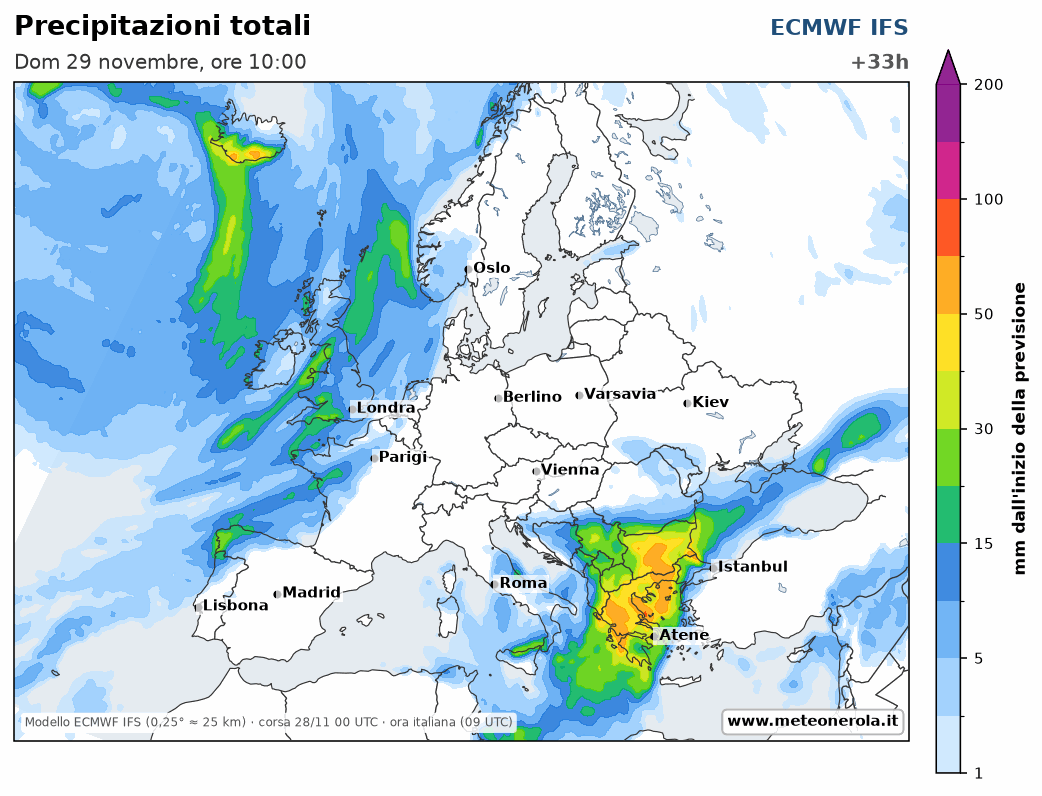 Precipitazioni totali
ECMWF IFS
Dom 29 novembre, ore 10:00
+33h
200
100
50
30
15
5
1
mm dall'inizio della previsione
Oslo
Berlino
Varsavia
Kiev
Londra
Parigi
Vienna
Istanbul
Roma
Madrid
Lisbona
Atene
Modello ECMWF IFS (0,25° ≈ 25 km) · corsa 28/11 00 UTC · ora italiana (09 UTC)
www.meteonerola.it